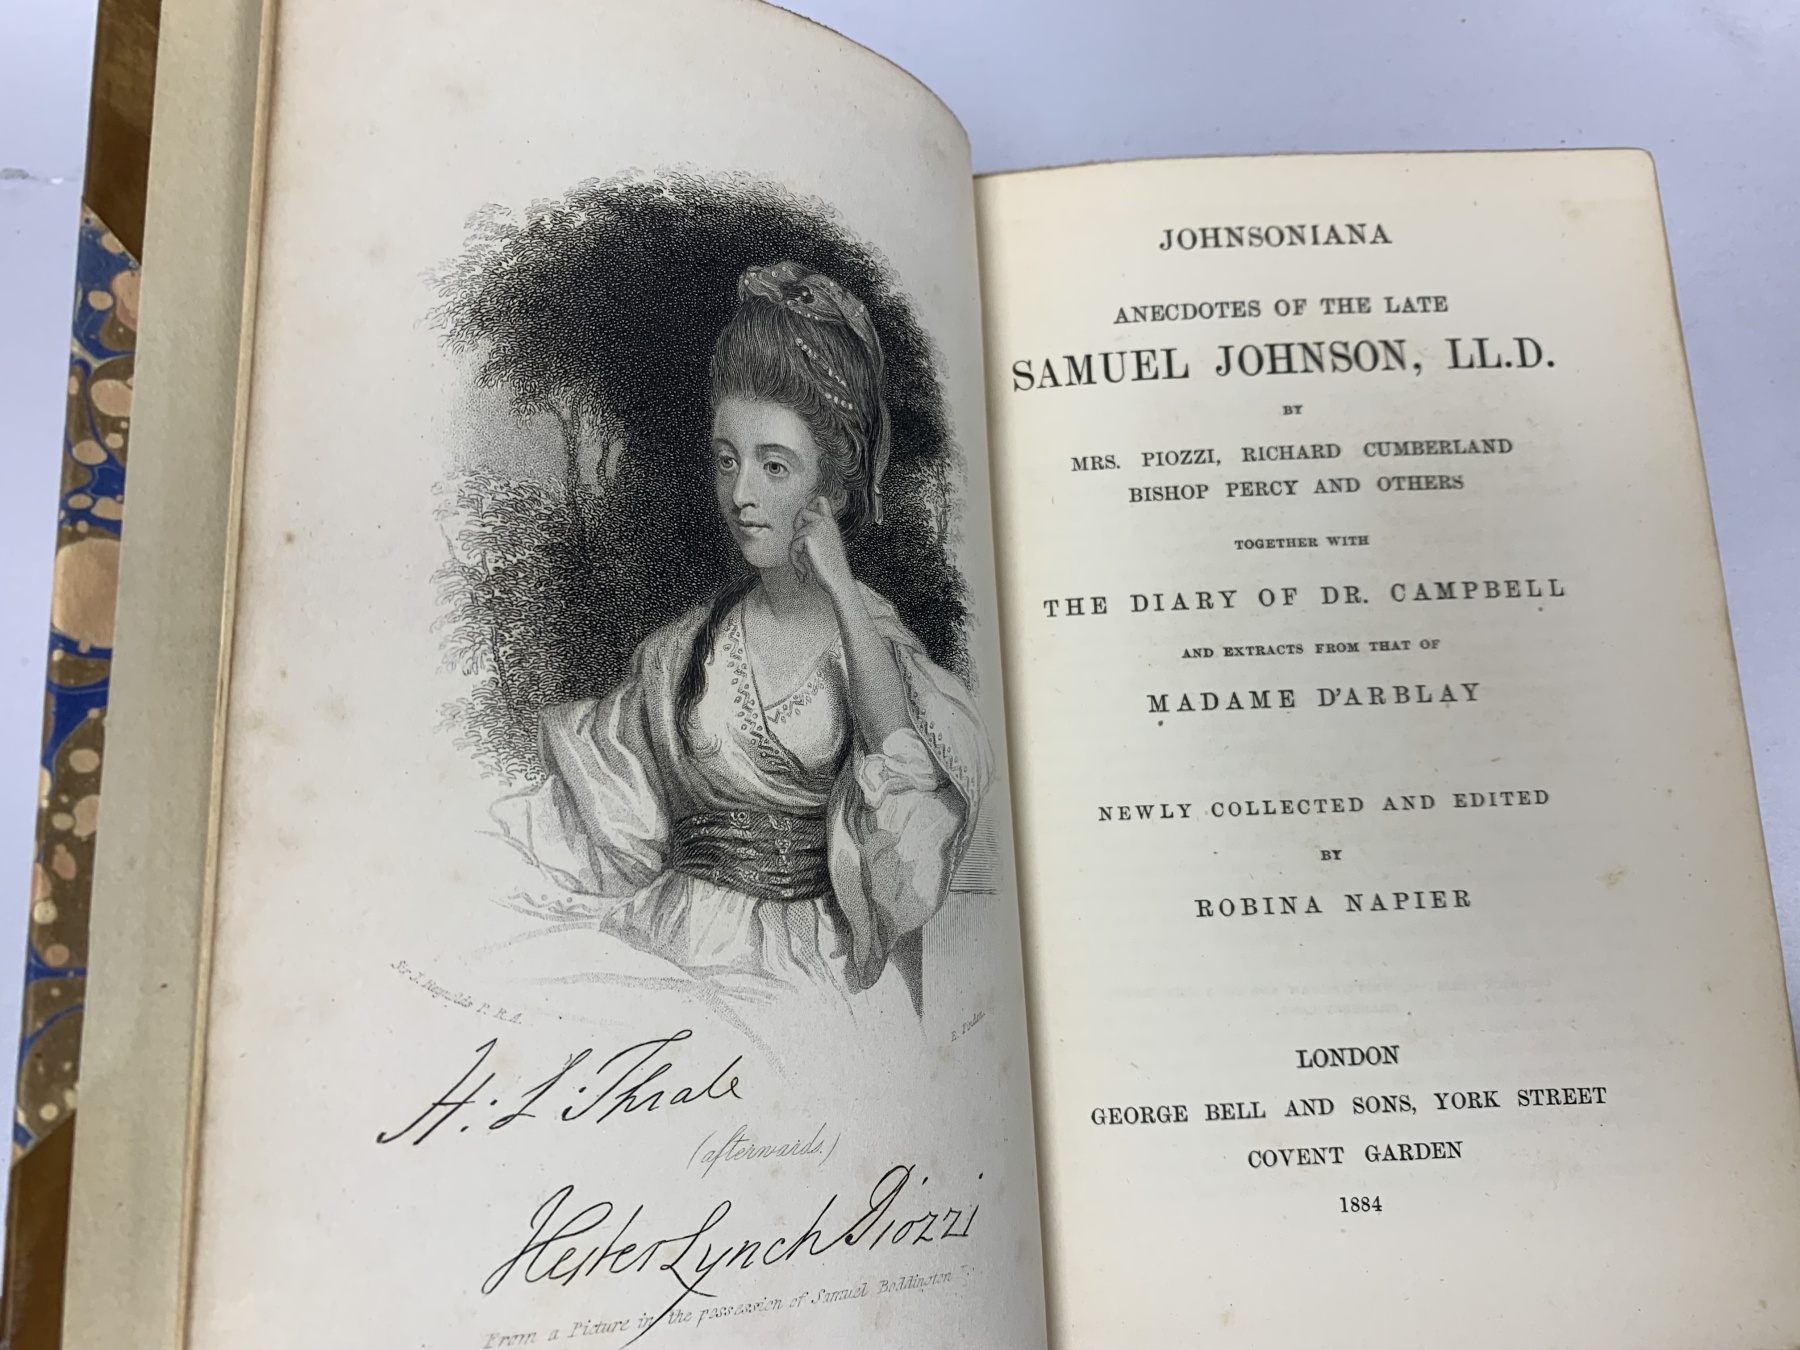 Sir J. Reynolds P. R.A.
E. Finden
H: L: Thrale
(afterwards.)
Hester Lynch Piozzi
From a Picture in the possession of Samuel Boddington
JOHNSONIANA
ANECDOTES OF THE LATE
SAMUEL JOHNSON, LL.D.
BY
MRS. PIOZZI, RICHARD CUMBERLAND
BISHOP PERCY AND OTHERS
TOGETHER WITH
THE DIARY OF DR. CAMPBELL
AND EXTRACTS FROM THAT OF
MADAME D'ARBLAY
NEWLY COLLECTED AND EDITED
BY
ROBINA NAPIER
LONDON
GEORGE BELL AND SONS, YORK STREET
COVENT GARDEN
1884